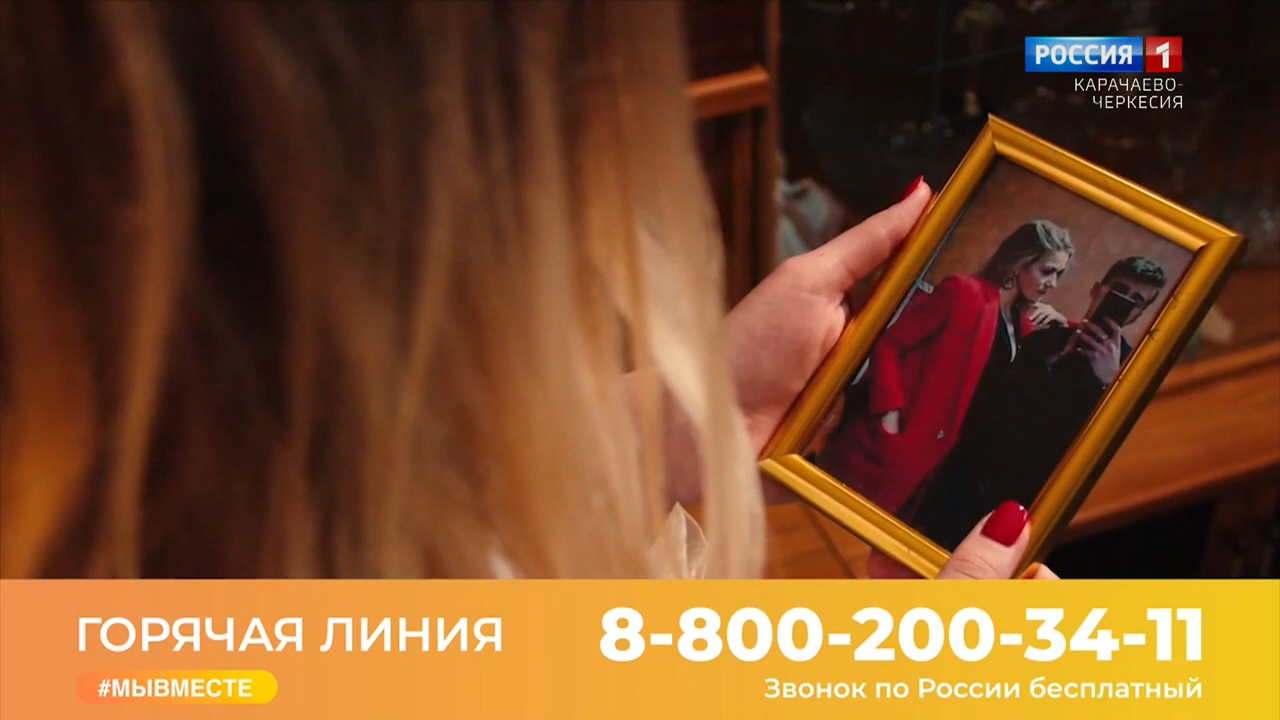 РОССИЯ 1
КАРАЧАЕВО-
ЧЕРКЕСИЯ
ГОРЯЧАЯ ЛИНИЯ
8-800-200-34-11
#МЫВМЕСТЕ
Звонок по России бесплатный